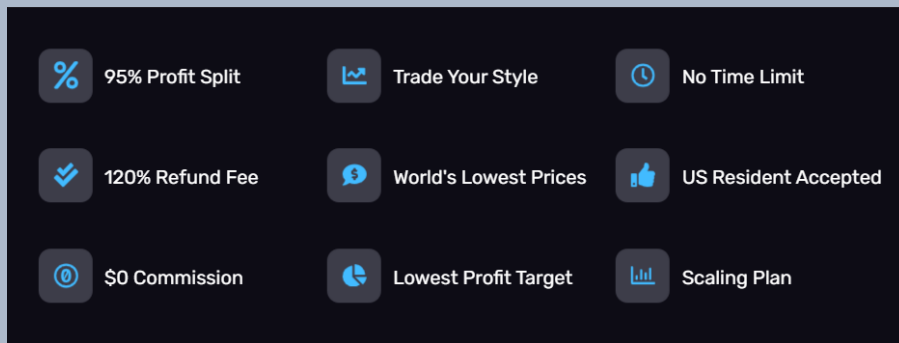 95% Profit Split
Trade Your Style
No Time Limit
120% Refund Fee
World's Lowest Prices
US Resident Accepted
$0 Commission
Lowest Profit Target
Scaling Plan